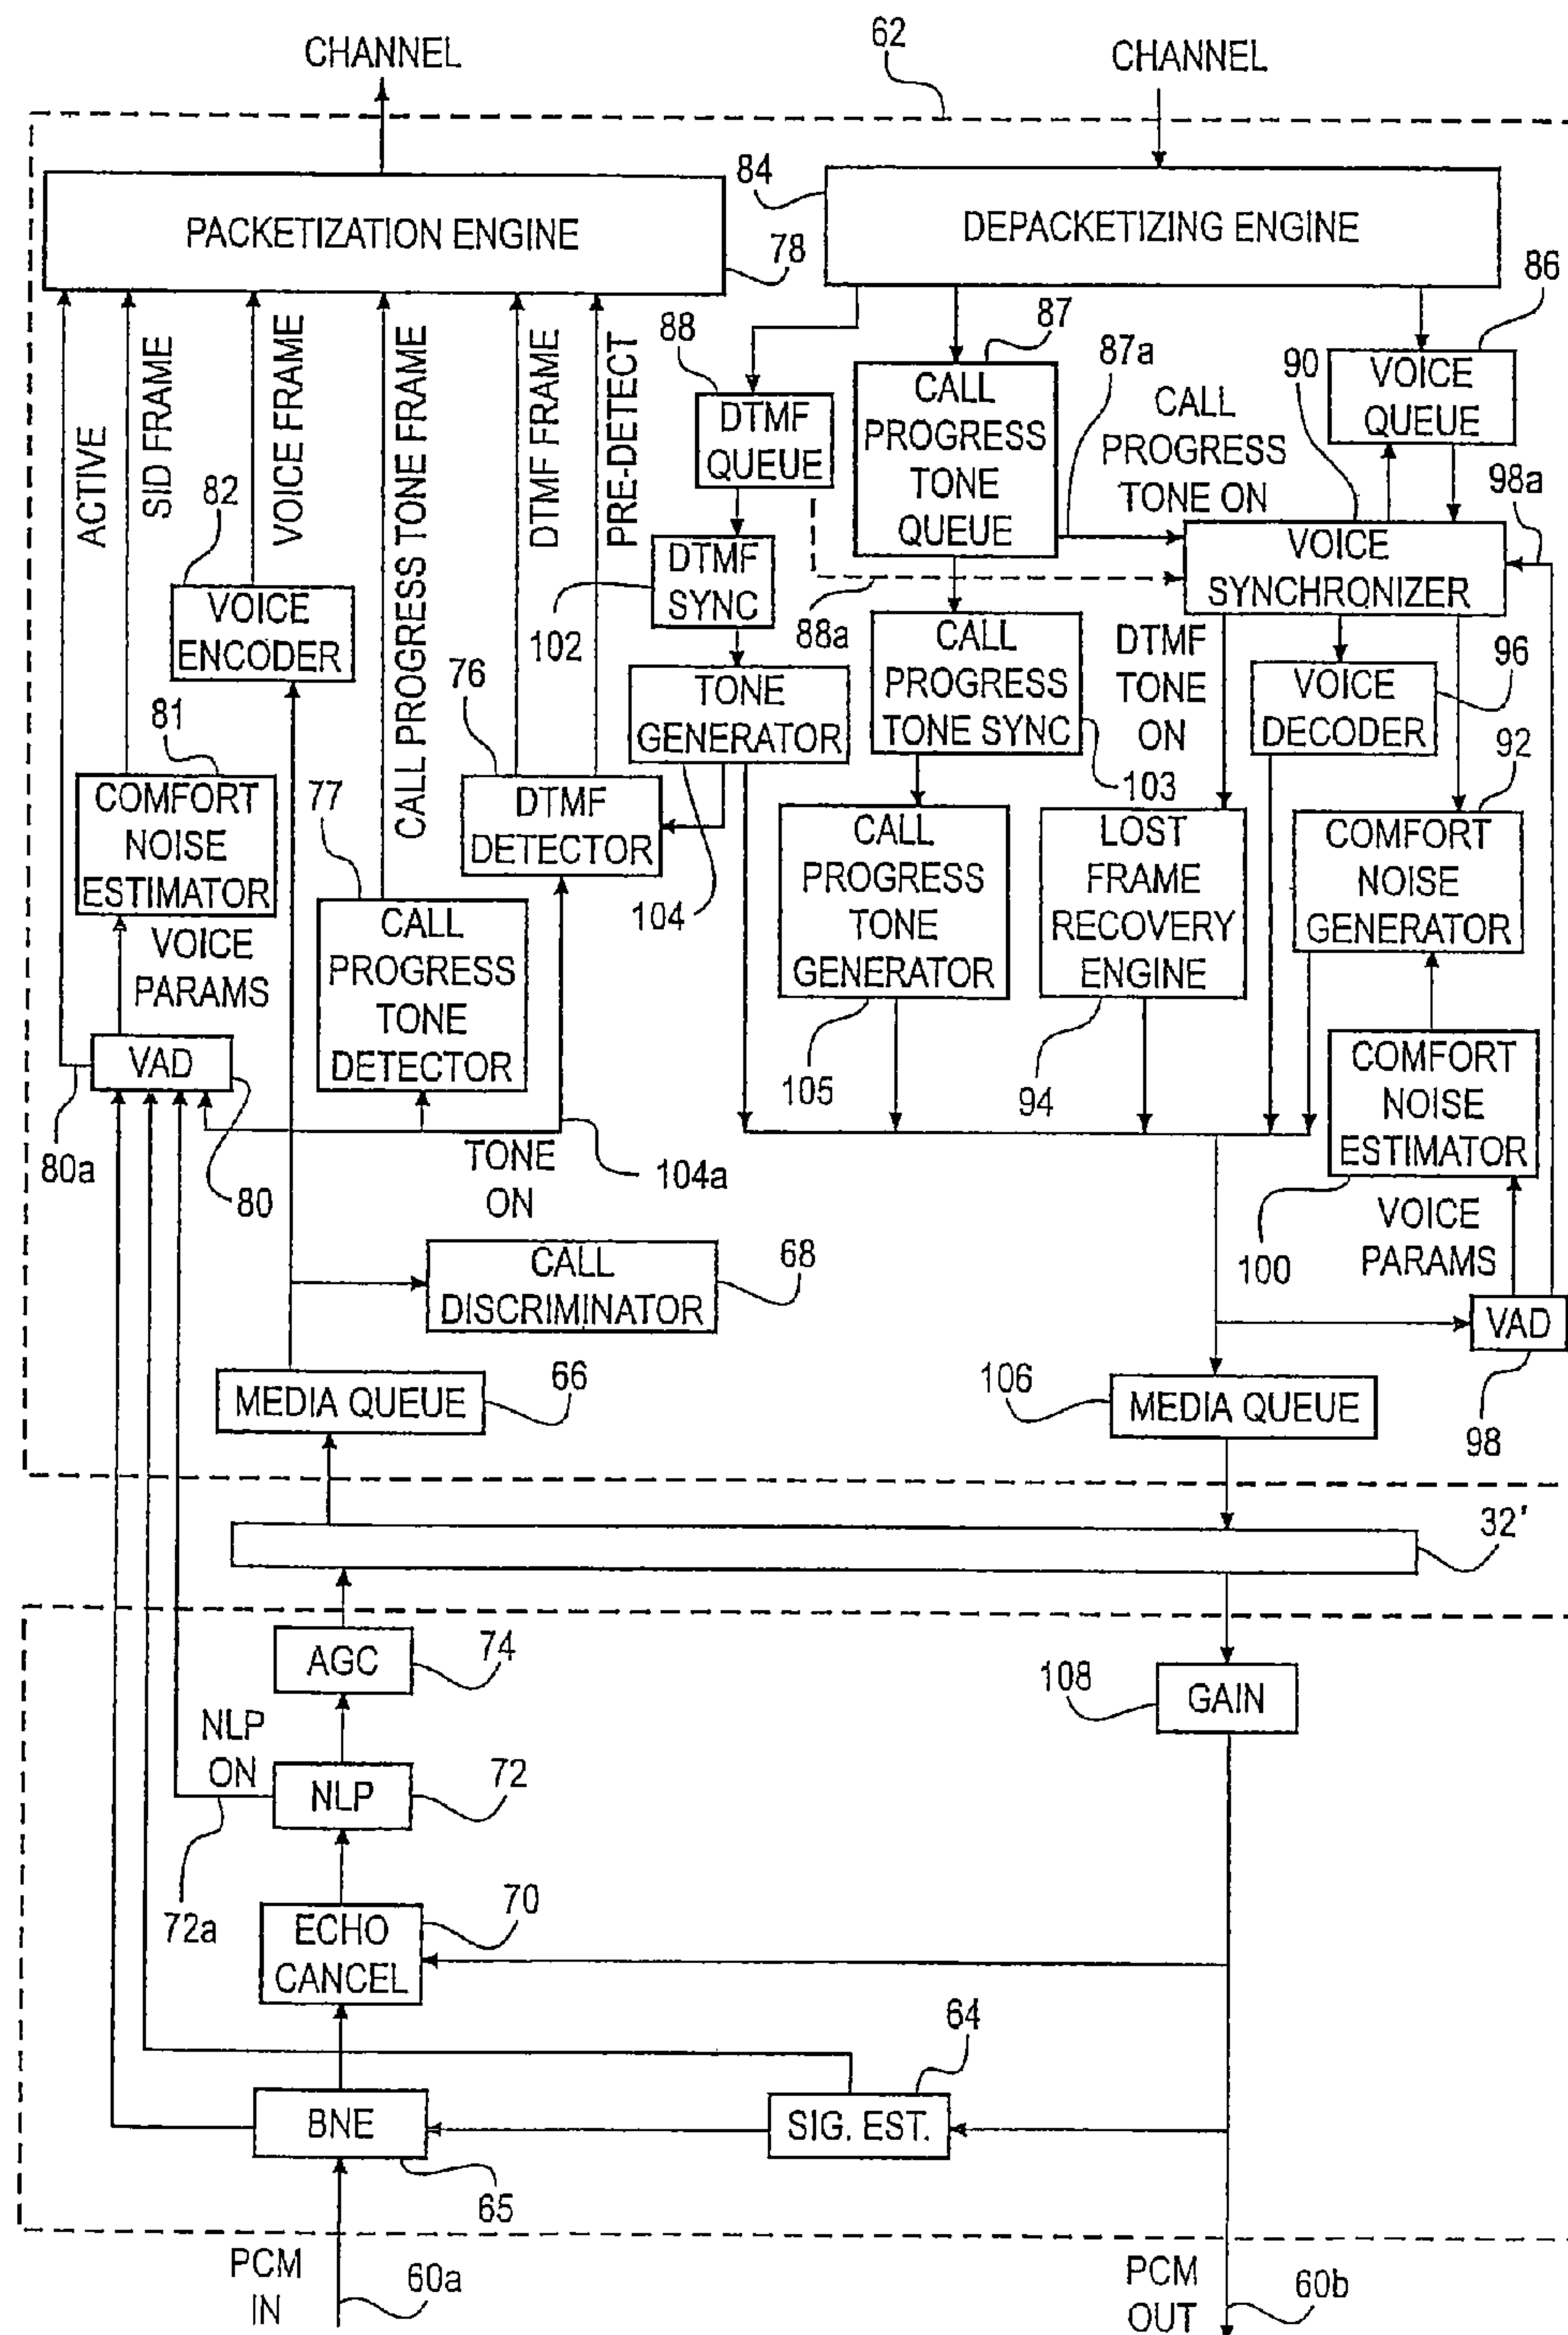 CHANNEL
62
CHANNEL
84
PACKETIZATION ENGINE
78
DEPACKETIZING ENGINE
86
ACTIVE
SID FRAME
VOICE FRAME
CALL PROGRESS TONE FRAME
DTMF FRAME
PRE-DETECT
88
87
87a
90
DTMF
QUEUE
CALL
PROGRESS
TONE
QUEUE
CALL
PROGRESS
TONE ON
VOICE
QUEUE
98a
82
VOICE
ENCODER
102
DTMF
SYNC
88a
VOICE
SYNCHRONIZER
81
76
TONE
GENERATOR
CALL
PROGRESS
TONE SYNC
DTMF
TONE
ON
VOICE
DECODER
96
92
COMFORT
NOISE
ESTIMATOR
77
DTMF
DETECTOR
104
103
CALL
PROGRESS
TONE
GENERATOR
LOST
FRAME
RECOVERY
ENGINE
COMFORT
NOISE
GENERATOR
VOICE
PARAMS
CALL
PROGRESS
TONE
DETECTOR
VAD
105
94
COMFORT
NOISE
ESTIMATOR
80a
80
TONE
ON
104a
100
VOICE
PARAMS
CALL
DISCRIMINATOR
68
VAD
98
MEDIA QUEUE
66
106
MEDIA QUEUE
32'
AGC
74
108
GAIN
NLP
ON
NLP
72
72a
ECHO
CANCEL
70
64
BNE
SIG. EST.
65
PCM
IN
60a
PCM
OUT
60b